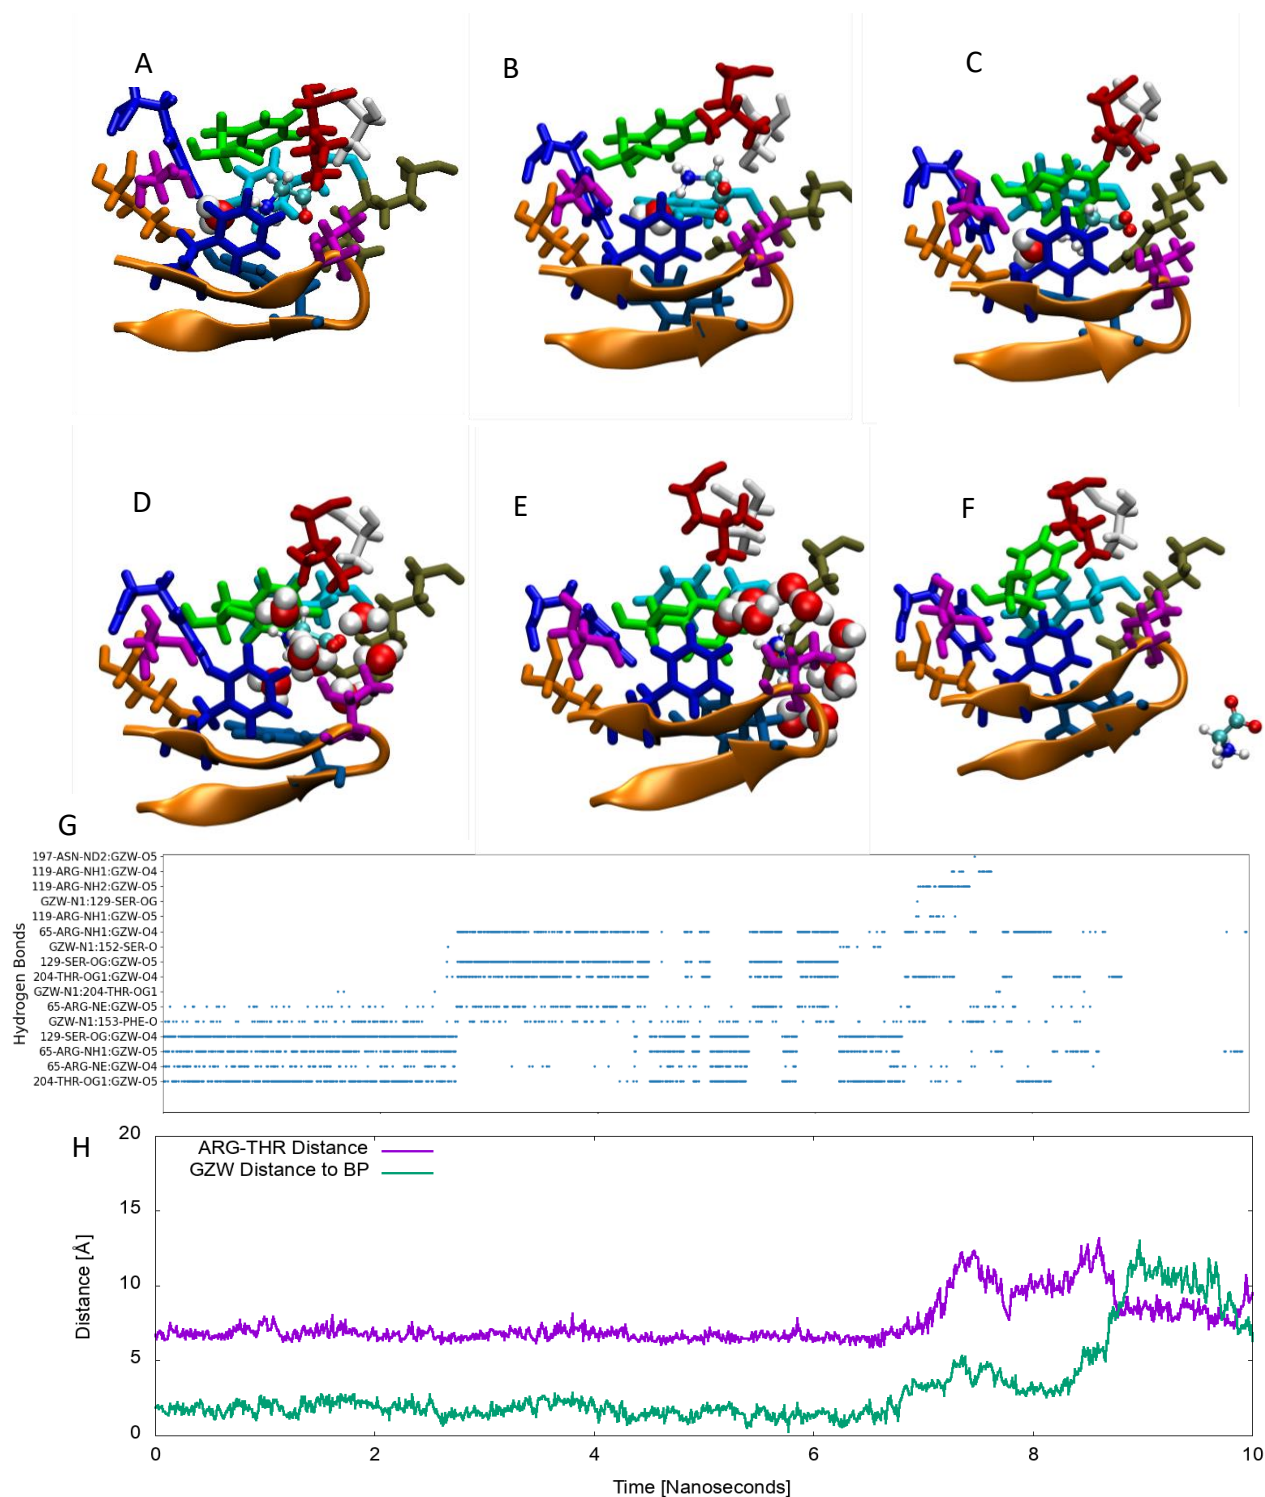 A
B
C
D
E
F
G
Hydrogen Bonds
197-ASN-ND2:GZW-O5
119-ARG-NH1:GZW-O4
119-ARG-NH2:GZW-O5
GZW-N1:129-SER-OG
119-ARG-NH1:GZW-O5
65-ARG-NH1:GZW-O4
GZW-N1:152-SER-O
129-SER-OG:GZW-O5
204-THR-OG1:GZW-O4
GZW-N1:204-THR-OG1
65-ARG-NE:GZW-O5
GZW-N1:153-PHE-O
129-SER-OG:GZW-O4
65-ARG-NH1:GZW-O5
65-ARG-NE:GZW-O4
204-THR-OG1:GZW-O5
H
ARG-THR Distance
GZW Distance to BP
Distance [Å]
20
15
10
5
0
0 2 4 6 8 10
Time [Nanoseconds]